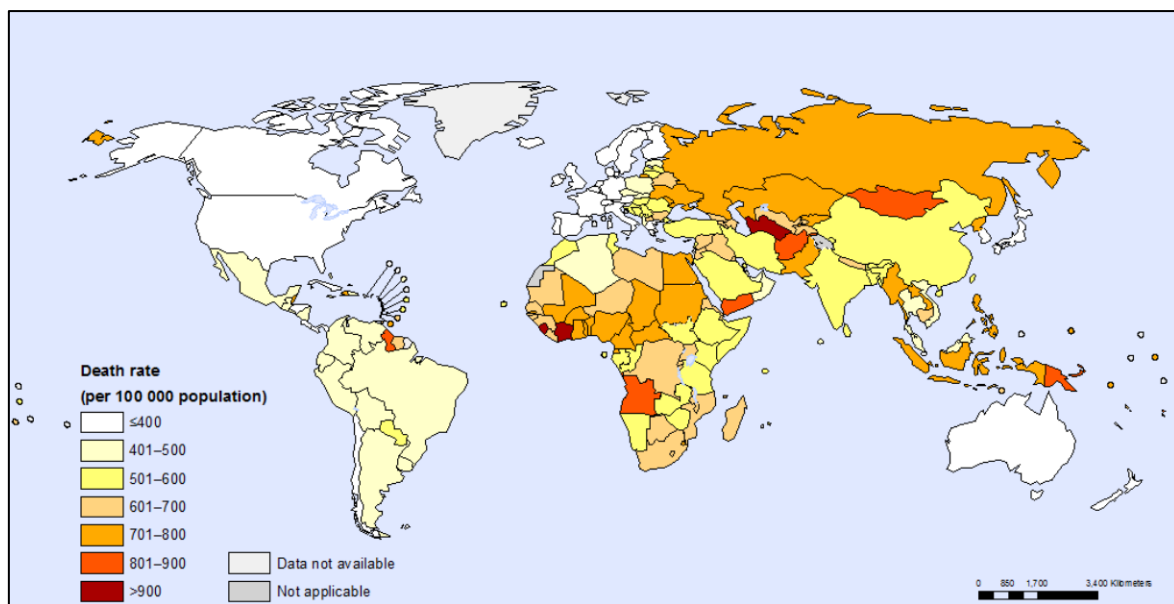 Death rate
(per 100 000 population)
≤400
401–500
501–600
601–700
701–800
801–900
>900
Data not available
Not applicable
0 850 1,700 3,400 Kilometers